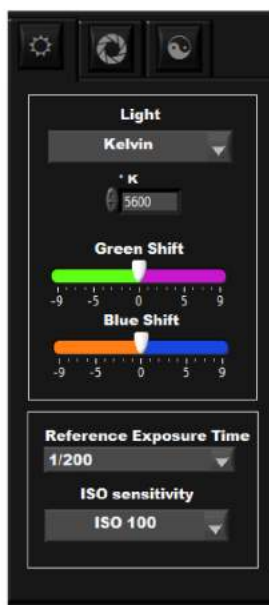 Light
Kelvin
° K
5600
Green Shift
-9 -5 0 5 9
Blue Shift
-9 -5 0 5 9
Reference Exposure Time
1/200
ISO sensitivity
ISO 100